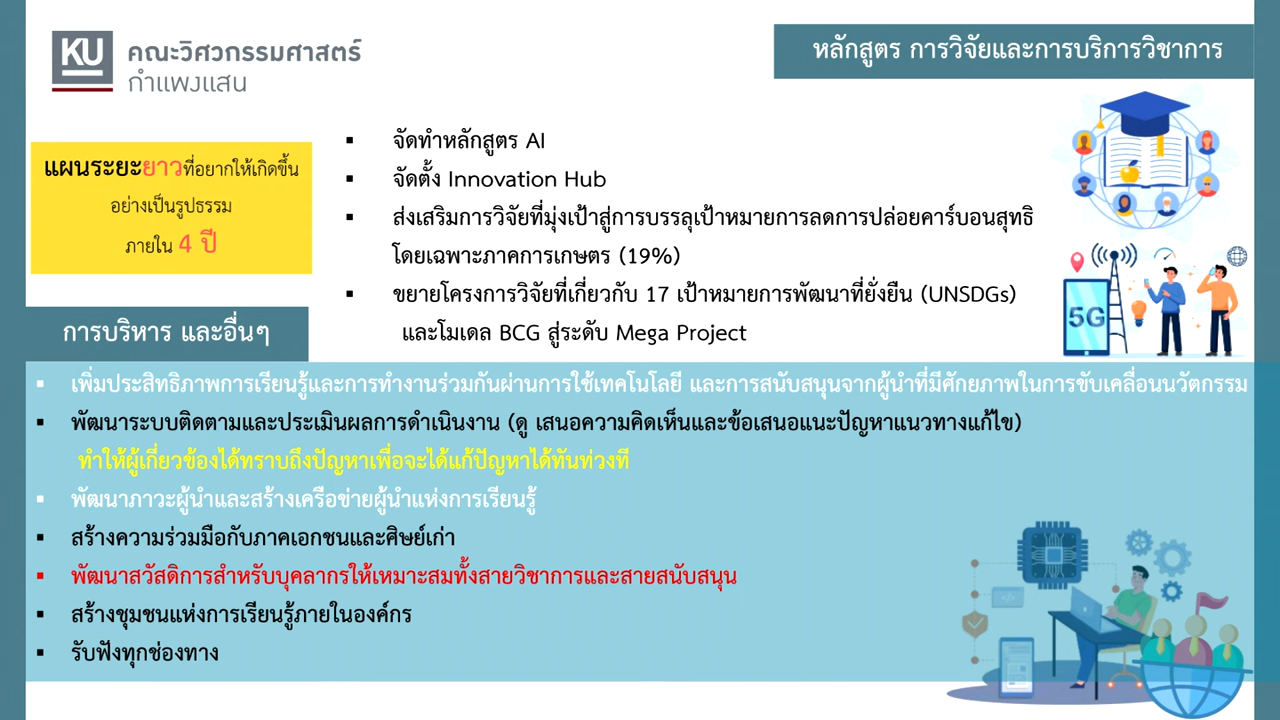 KU
คณะวิศวกรรมศาสตร์
กำแพงแสน
หลักสูตร การวิจัยและการบริการวิชาการ
แผนระยะยาวที่อยากให้เกิดขึ้น
อย่างเป็นรูปธรรม
ภายใน 4 ปี
▪ จัดทำหลักสูตร AI
▪ จัดตั้ง Innovation Hub
▪ ส่งเสริมการวิจัยที่มุ่งเป้าสู่การบรรลุเป้าหมายการลดการปล่อยคาร์บอนสุทธิ
โดยเฉพาะภาคการเกษตร (19%)
▪ ขยายโครงการวิจัยที่เกี่ยวกับ 17 เป้าหมายการพัฒนาที่ยั่งยืน (UNSDGs)
และโมเดล BCG สู่ระดับ Mega Project
5G
การบริหาร และอื่นๆ
▪ เพิ่มประสิทธิภาพการเรียนรู้และการทำงานร่วมกันผ่านการใช้เทคโนโลยี และการสนับสนุนจากผู้นำที่มีศักยภาพในการขับเคลื่อนนวัตกรรม
▪ พัฒนาระบบติดตามและประเมินผลการดำเนินงาน (ดู เสนอความคิดเห็นและข้อเสนอแนะปัญหาแนวทางแก้ไข)
ทำให้ผู้เกี่ยวข้องได้ทราบถึงปัญหาเพื่อจะได้แก้ปัญหาได้ทันท่วงที
▪ พัฒนาภาวะผู้นำและสร้างเครือข่ายผู้นำแห่งการเรียนรู้
▪ สร้างความร่วมมือกับภาคเอกชนและศิษย์เก่า
▪ พัฒนาสวัสดิการสำหรับบุคลากรให้เหมาะสมทั้งสายวิชาการและสายสนับสนุน
▪ สร้างชุมชนแห่งการเรียนรู้ภายในองค์กร
▪ รับฟังทุกช่องทาง